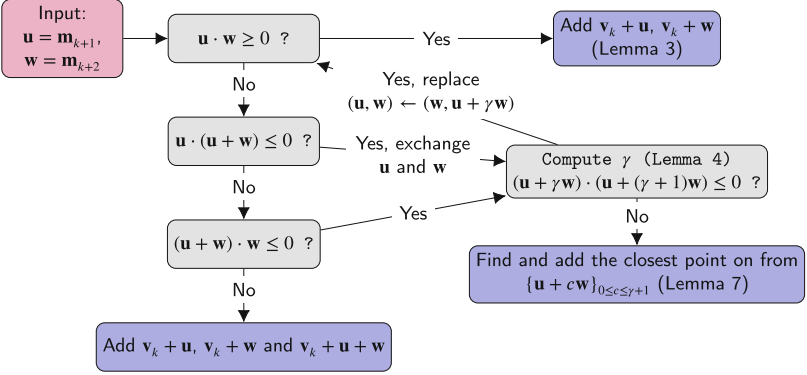 Input:
u = m_{k+1},
w = m_{k+2}
u · w ≥ 0 ?
Yes
Add v_k + u, v_k + w
(Lemma 3)
No
Yes, replace
(u, w) ← (w, u + γw)
u · (u + w) ≤ 0 ?
Yes, exchange
u and w
Compute γ (Lemma 4)
(u + γw) · (u + (γ + 1)w) ≤ 0 ?
No
Yes
No
(u + w) · w ≤ 0 ?
Find and add the closest point on from
{u + cw}_{0≤c≤γ+1} (Lemma 7)
No
Add v_k + u, v_k + w and v_k + u + w